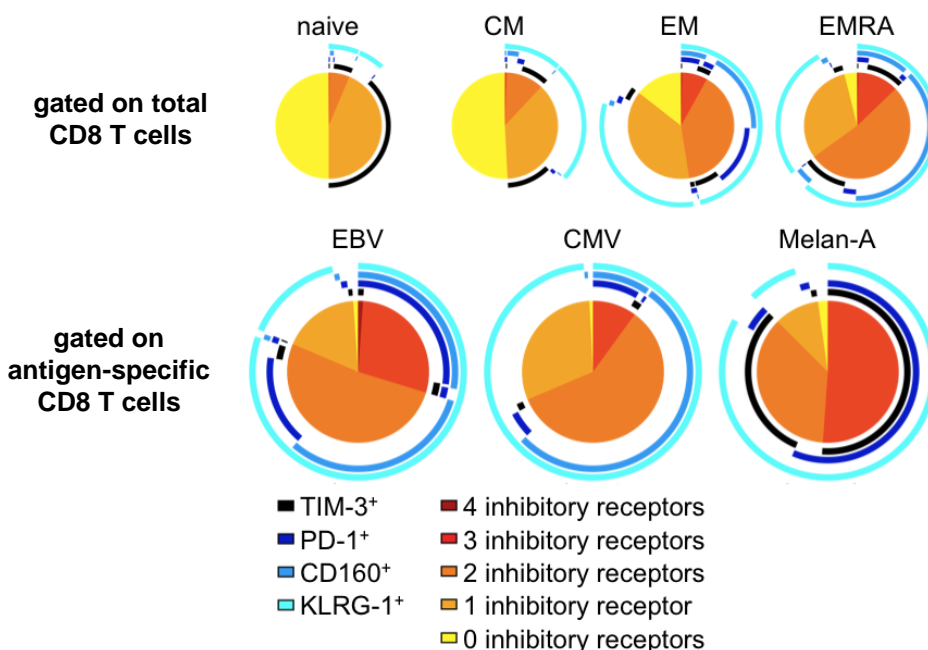 naive
CM
EM
EMRA
gated on total
CD8 T cells
EBV
CMV
Melan-A
gated on
antigen-specific
CD8 T cells
TIM-3⁺
PD-1⁺
CD160⁺
KLRG-1⁺
4 inhibitory receptors
3 inhibitory receptors
2 inhibitory receptors
1 inhibitory receptor
0 inhibitory receptors